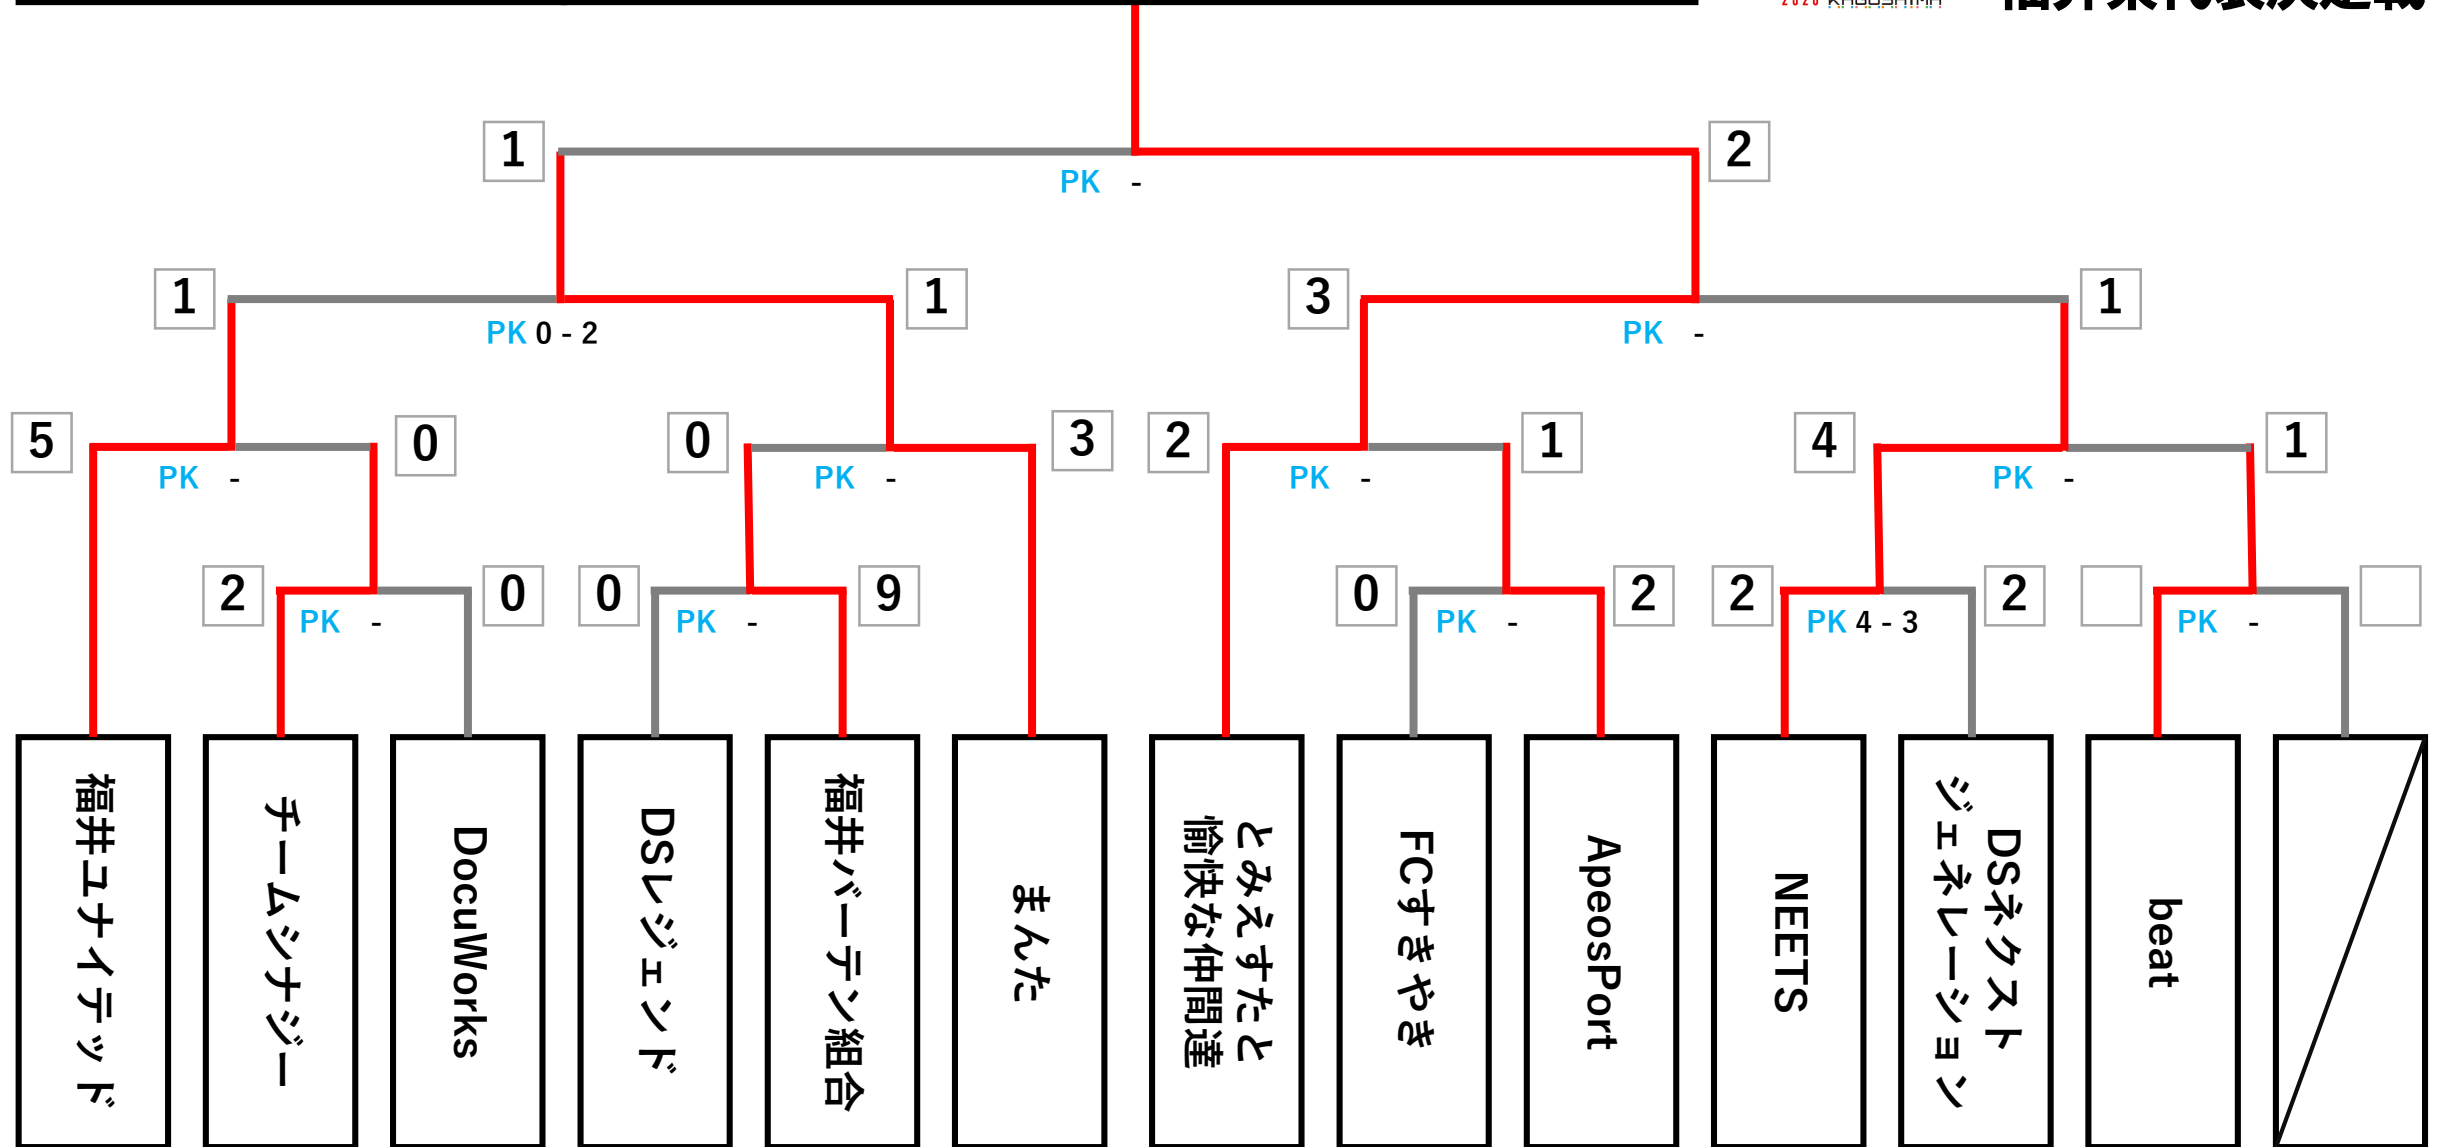 1
2
PK -
1
1
3
1
PK 0 - 2
PK -
5
0
0
3
2
1
4
1
PK -
PK -
PK -
PK -
2
0
0
9
0
2
2
2
PK -
PK -
PK -
PK 4 - 3
PK -
福井ユナイテッド
チームシナジー
DocuWorks
DSレジェンド
福井バーテン組合
まんた
とみえすたと
愉快な仲間達
FCすきやき
ApeosPort
NEETS
DSネクスト
ジェネレーション
beat